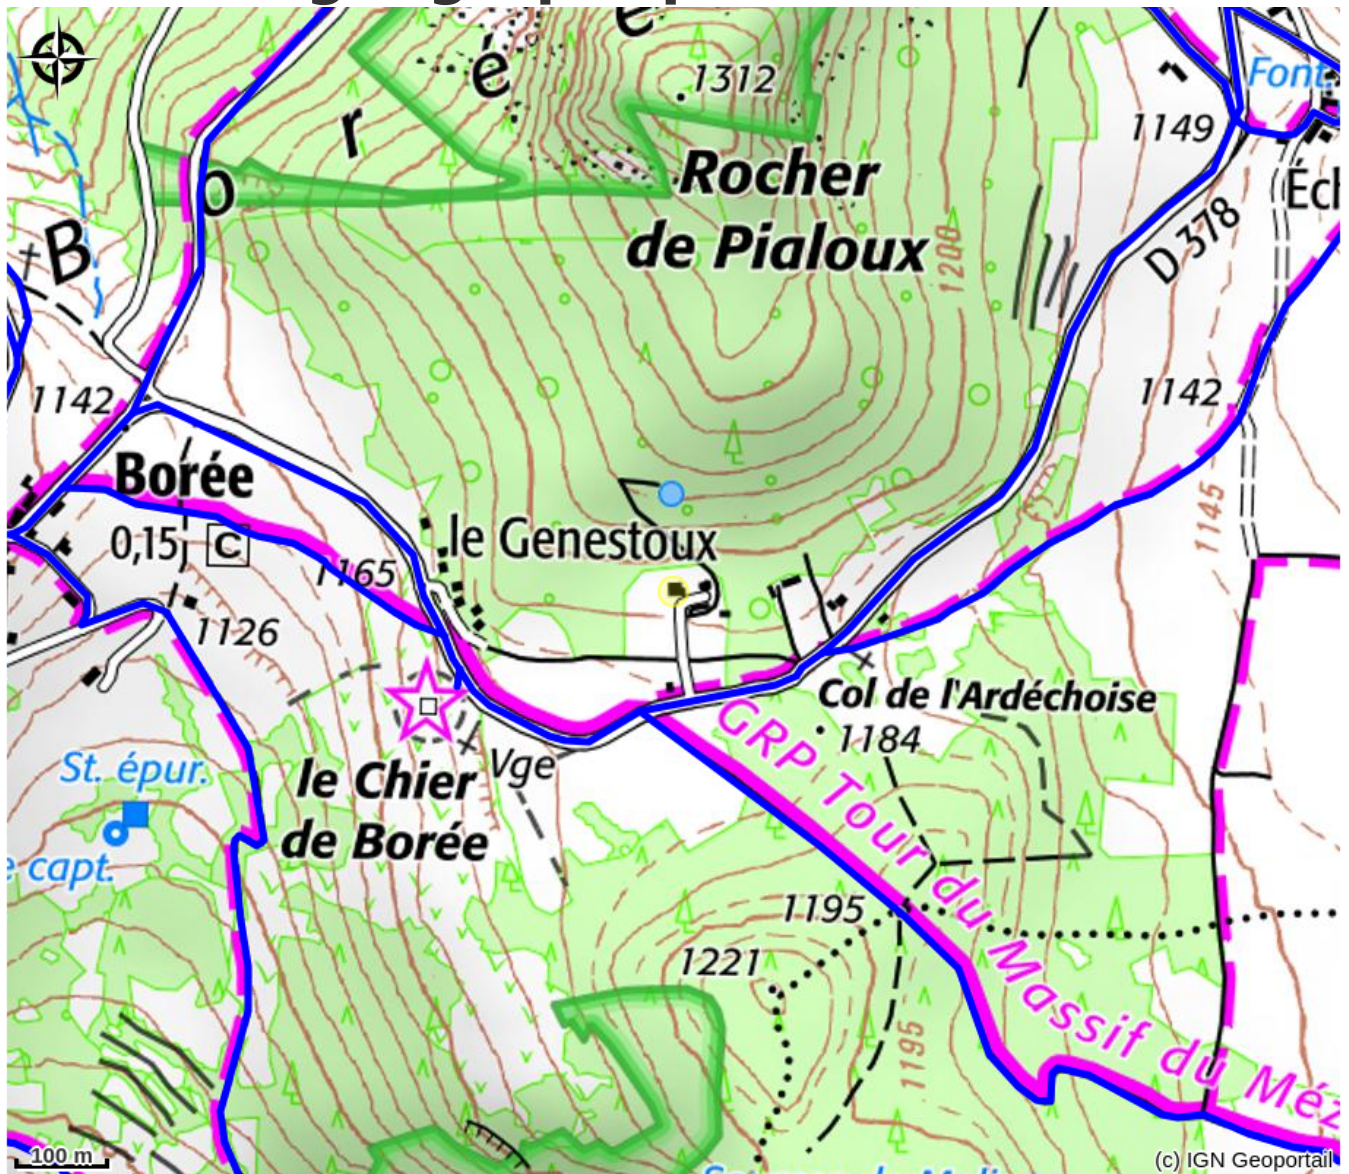 1312
Font.
1149
Rocher
de Pialoux
é
r
O
B
Éch
D 378
1200
1142
1142
Borée
0,15
C
le Genestoux
1145
1165
1126
Col de l'Ardéchoise
1184
GRP Tour du Massif du Méz
Vge
St. épur.
le Chier
de Borée
e capt.
1195
1221
1195
100 m
(c) IGN Geoportail